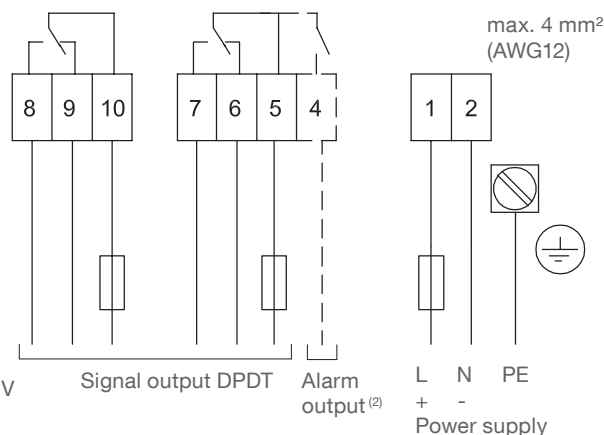 max. 4 mm²
(AWG12)
8 9 10 7 6 5 4 1 2
V Signal output DPDT Alarm output (2) L N PE
+ -
Power supply